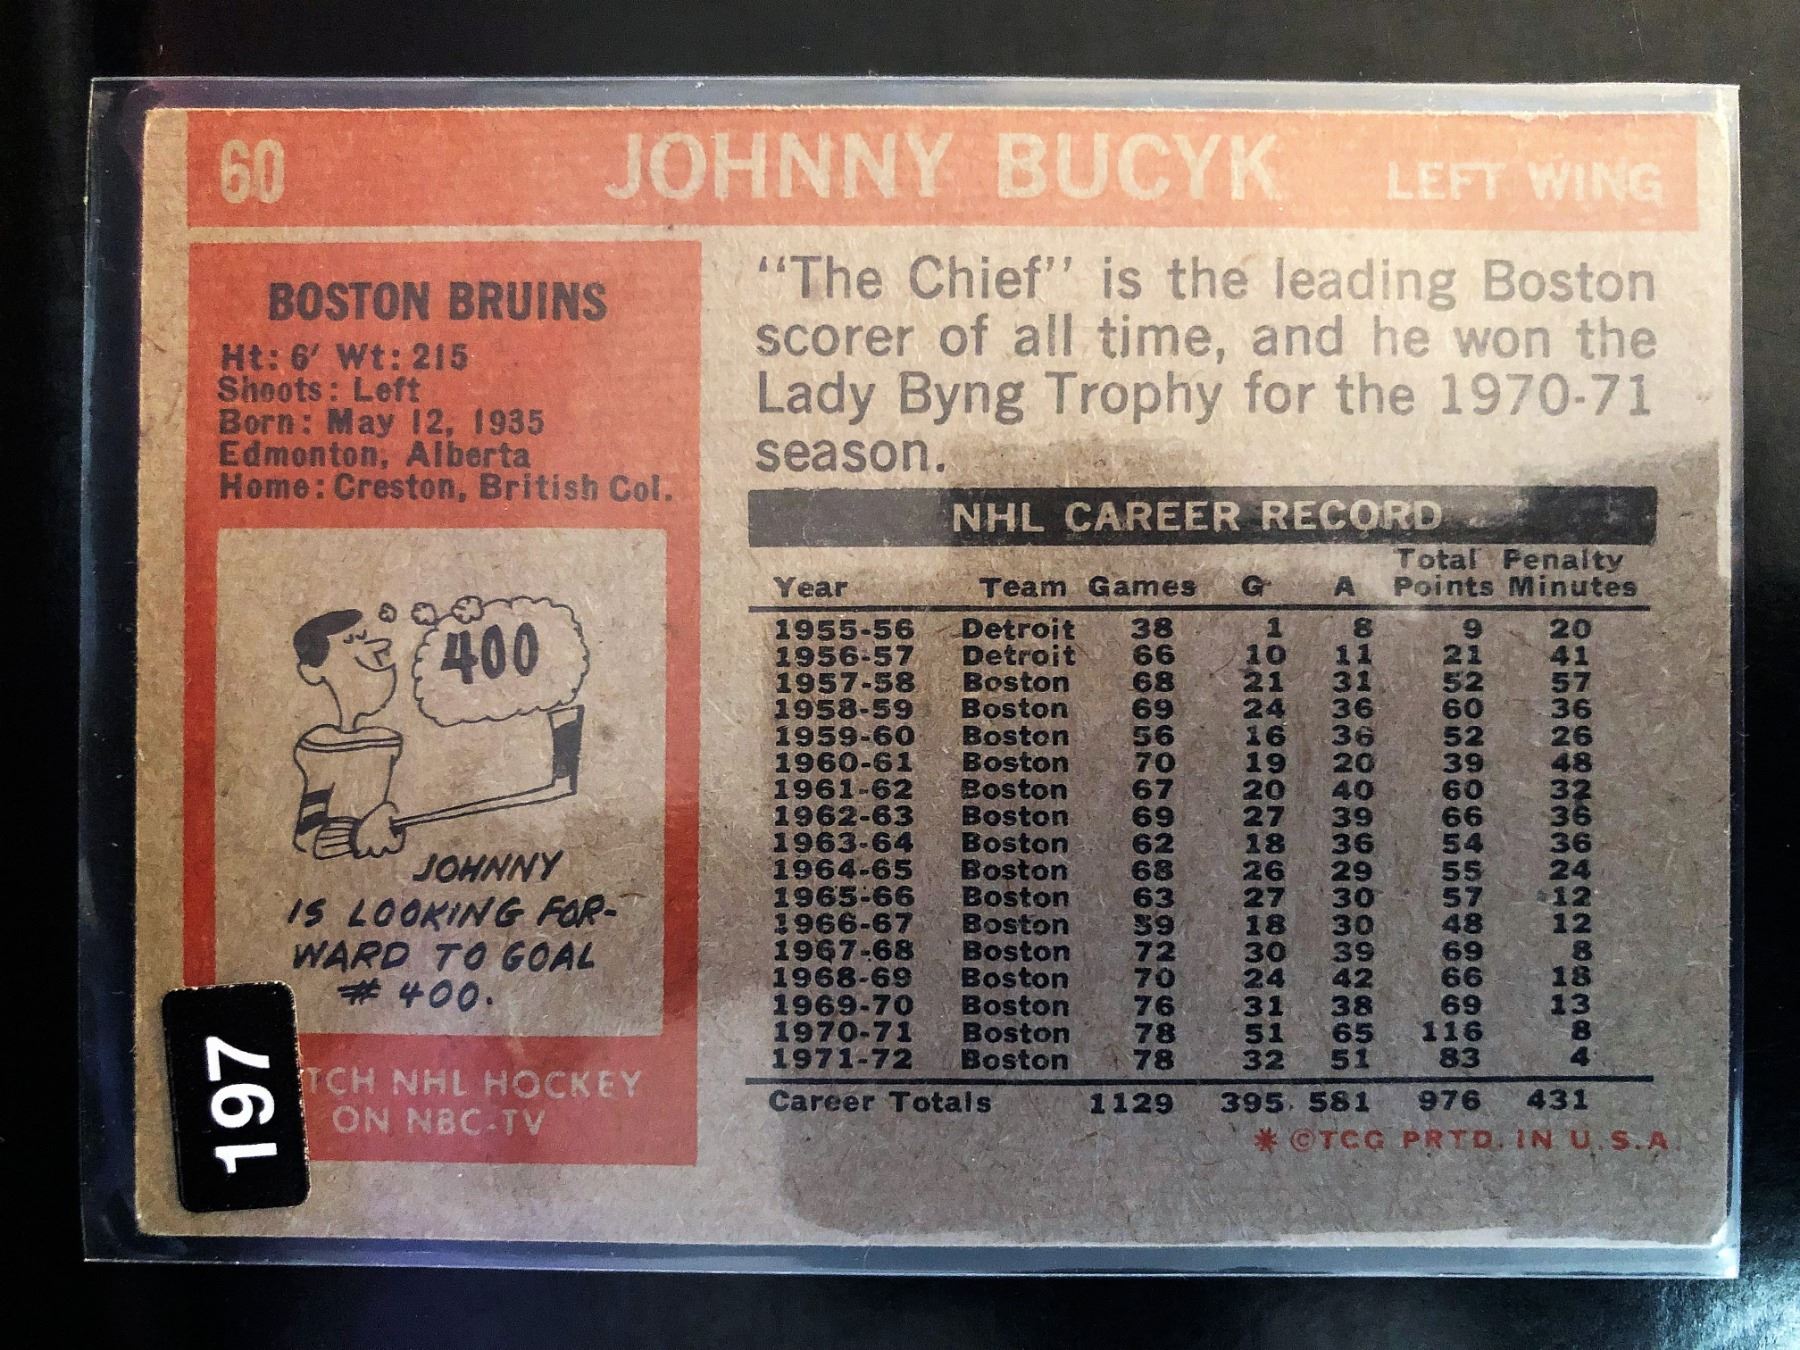 60 JOHNNY BUCYK LEFT WING
BOSTON BRUINS
Ht: 6' Wt: 215
Shoots: Left
Born: May 12, 1935
Edmonton, Alberta
Home: Creston, British Col.
400
JOHNNY
IS LOOKING FOR-
WARD TO GOAL
# 400.
TCH NHL HOCKEY
ON NBC-TV
197
"The Chief" is the leading Boston
scorer of all time, and he won the
Lady Byng Trophy for the 1970-71
season.
NHL CAREER RECORD
Total Penalty
Year Team Games G A Points Minutes
1955-56 Detroit 38 1 8 9 20
1956-57 Detroit 66 10 11 21 41
1957-58 Boston 68 21 31 52 57
1958-59 Boston 69 24 36 60 36
1959-60 Boston 56 16 36 52 26
1960-61 Boston 70 19 20 39 48
1961-62 Boston 67 20 40 60 32
1962-63 Boston 69 27 39 66 36
1963-64 Boston 62 18 36 54 36
1964-65 Boston 68 26 29 55 24
1965-66 Boston 63 27 30 57 12
1966-67 Boston 59 18 30 48 12
1967-68 Boston 72 30 39 69 8
1968-69 Boston 70 24 42 66 18
1969-70 Boston 76 31 38 69 13
1970-71 Boston 78 51 65 116 8
1971-72 Boston 78 32 51 83 4
Career Totals 1129 395 581 976 431
* ©TCG PRTD. IN U.S.A.